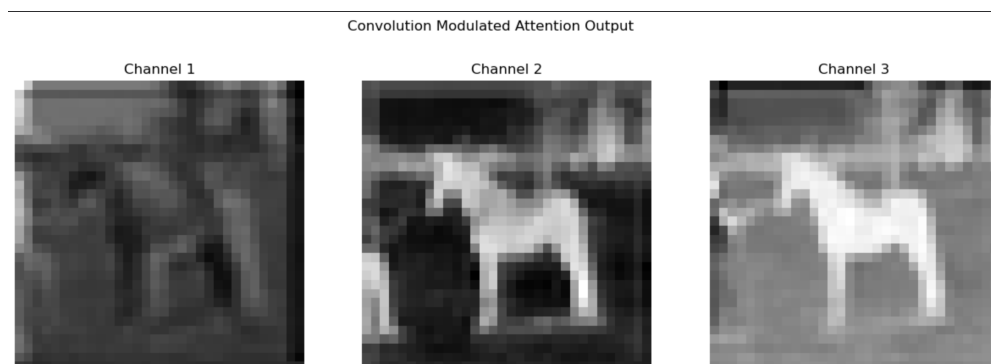 Convolution Modulated Attention Output
Channel 1
Channel 2
Channel 3